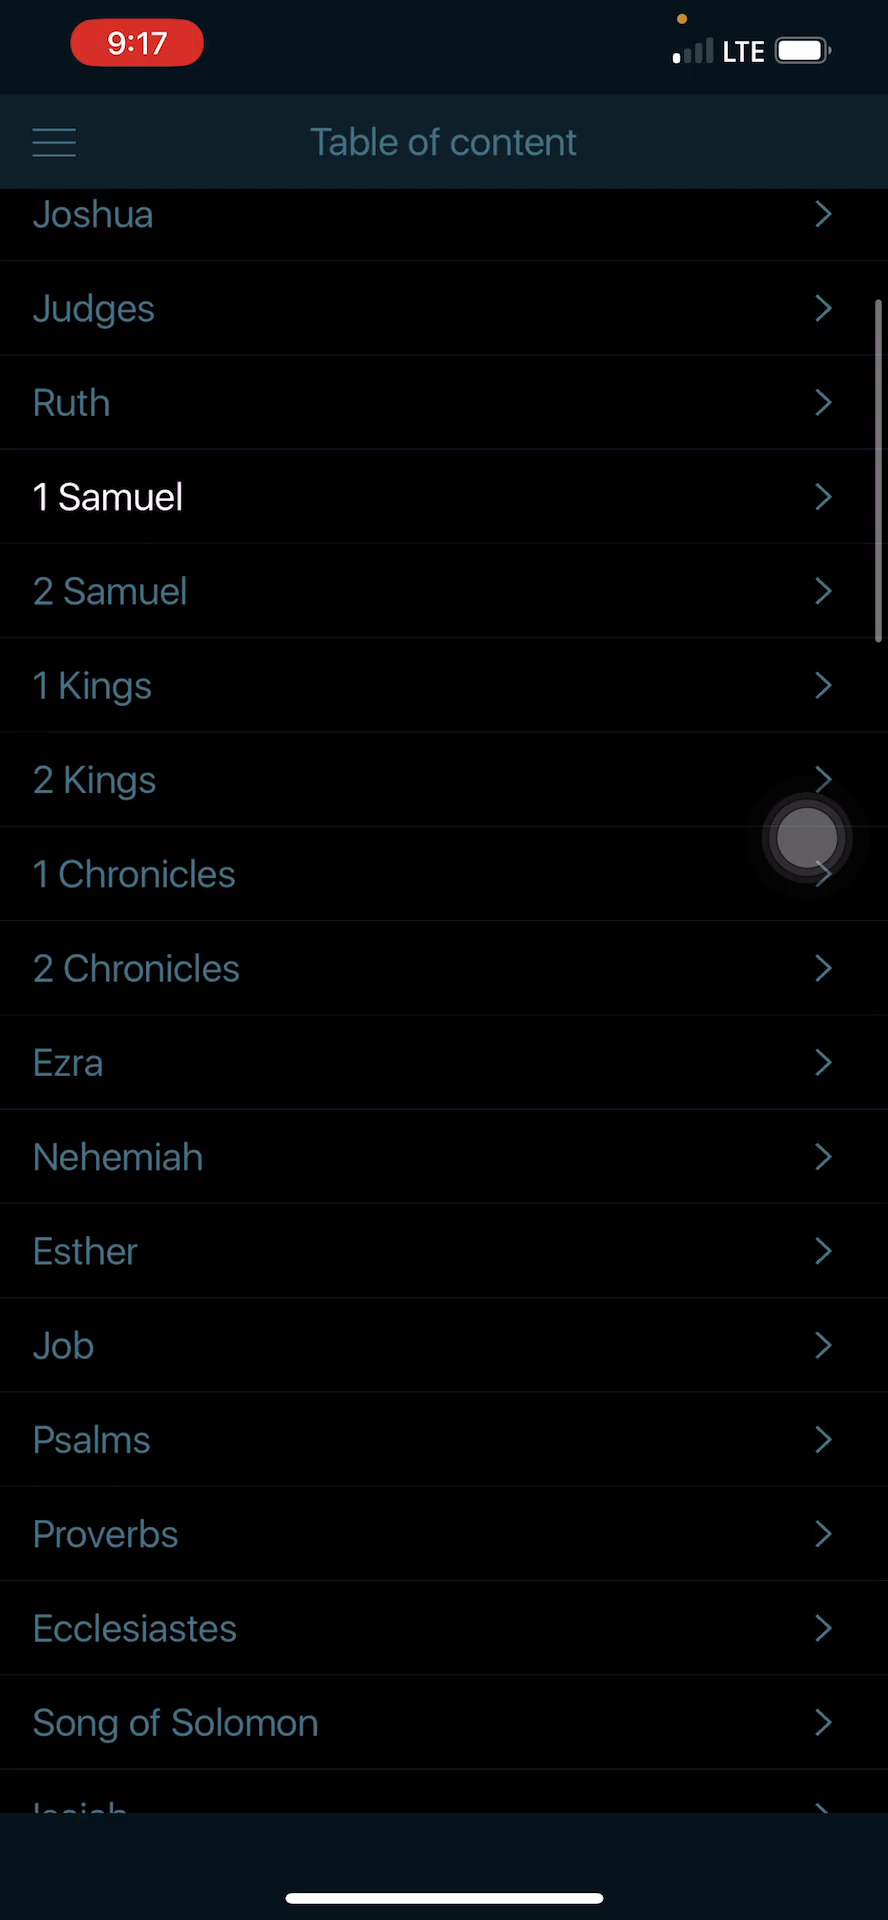 9:17
LTE
Table of content
Joshua
Judges
Ruth
1 Samuel
2 Samuel
1 Kings
2 Kings
1 Chronicles
2 Chronicles
Ezra
Nehemiah
Esther
Job
Psalms
Proverbs
Ecclesiastes
Song of Solomon
Isaiah